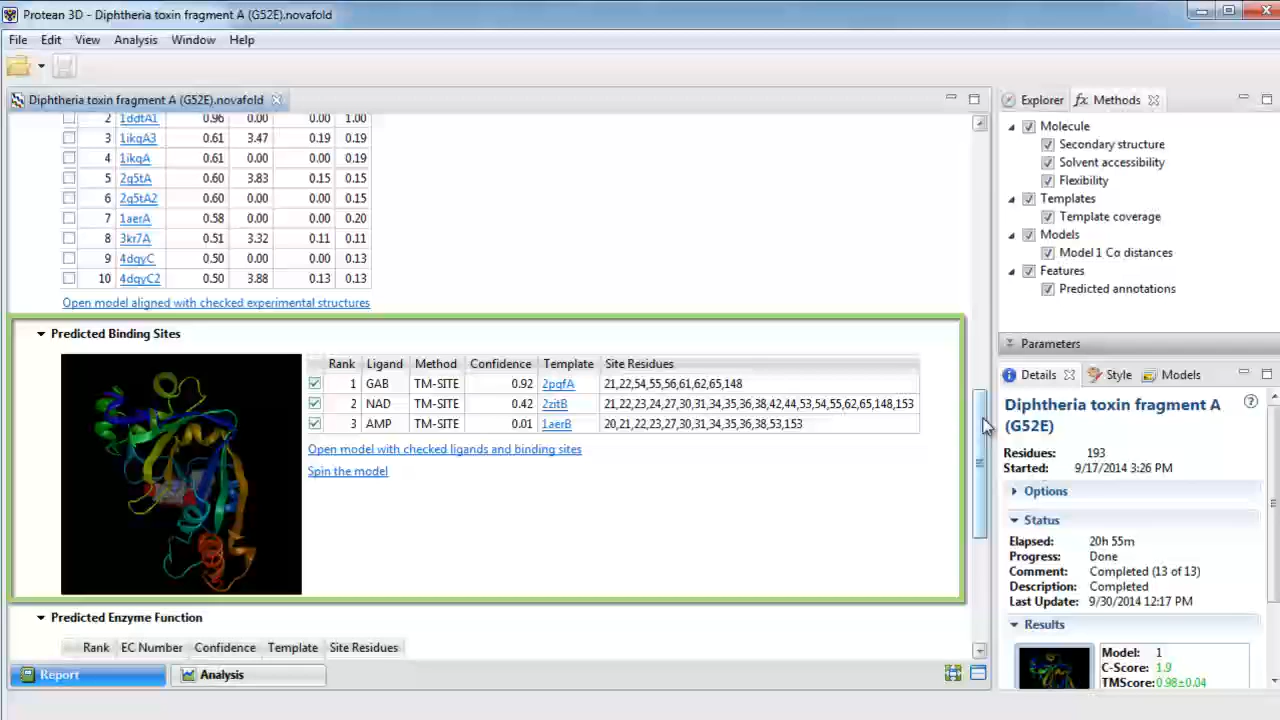 Protean 3D - Diphtheria toxin fragment A (G52E).novafold
File Edit View Analysis Window Help
Diphtheria toxin fragment A (G52E).novafold
2 1ddtA1 0.96 0.00 0.00 1.00
3 1ikqA3 0.61 3.47 0.19 0.19
4 1ikqA 0.61 0.00 0.00 0.19
5 2q5tA 0.60 3.83 0.15 0.15
6 2q5tA2 0.60 0.00 0.00 0.15
7 1aerA 0.58 0.00 0.00 0.20
8 3kr7A 0.51 3.32 0.11 0.11
9 4dqyC 0.50 0.00 0.00 0.13
10 4dqyC2 0.50 3.88 0.13 0.13
Open model aligned with checked experimental structures
Predicted Binding Sites
Rank Ligand Method Confidence Template Site Residues
1 GAB TM-SITE 0.92 2pqfA 21,22,54,55,56,61,62,65,148
2 NAD TM-SITE 0.42 2zitB 21,22,23,24,27,30,31,34,35,36,38,42,44,53,54,55,62,65,148,153
3 AMP TM-SITE 0.01 1aerB 20,21,22,23,27,30,31,34,35,36,38,53,153
Open model with checked ligands and binding sites
Spin the model
Predicted Enzyme Function
Rank EC Number Confidence Template Site Residues
Report Analysis
Explorer fx Methods
Molecule
Secondary structure
Solvent accessibility
Flexibility
Templates
Template coverage
Models
Model 1 Cα distances
Features
Predicted annotations
Parameters
Details Style Models
Diphtheria toxin fragment A
(G52E)
Residues: 193
Started: 9/17/2014 3:26 PM
Options
Status
Elapsed: 20h 55m
Progress: Done
Comment: Completed (13 of 13)
Description: Completed
Last Update: 9/30/2014 12:17 PM
Results
Model: 1
C-Score: 1.9
TMScore: 0.98±0.04